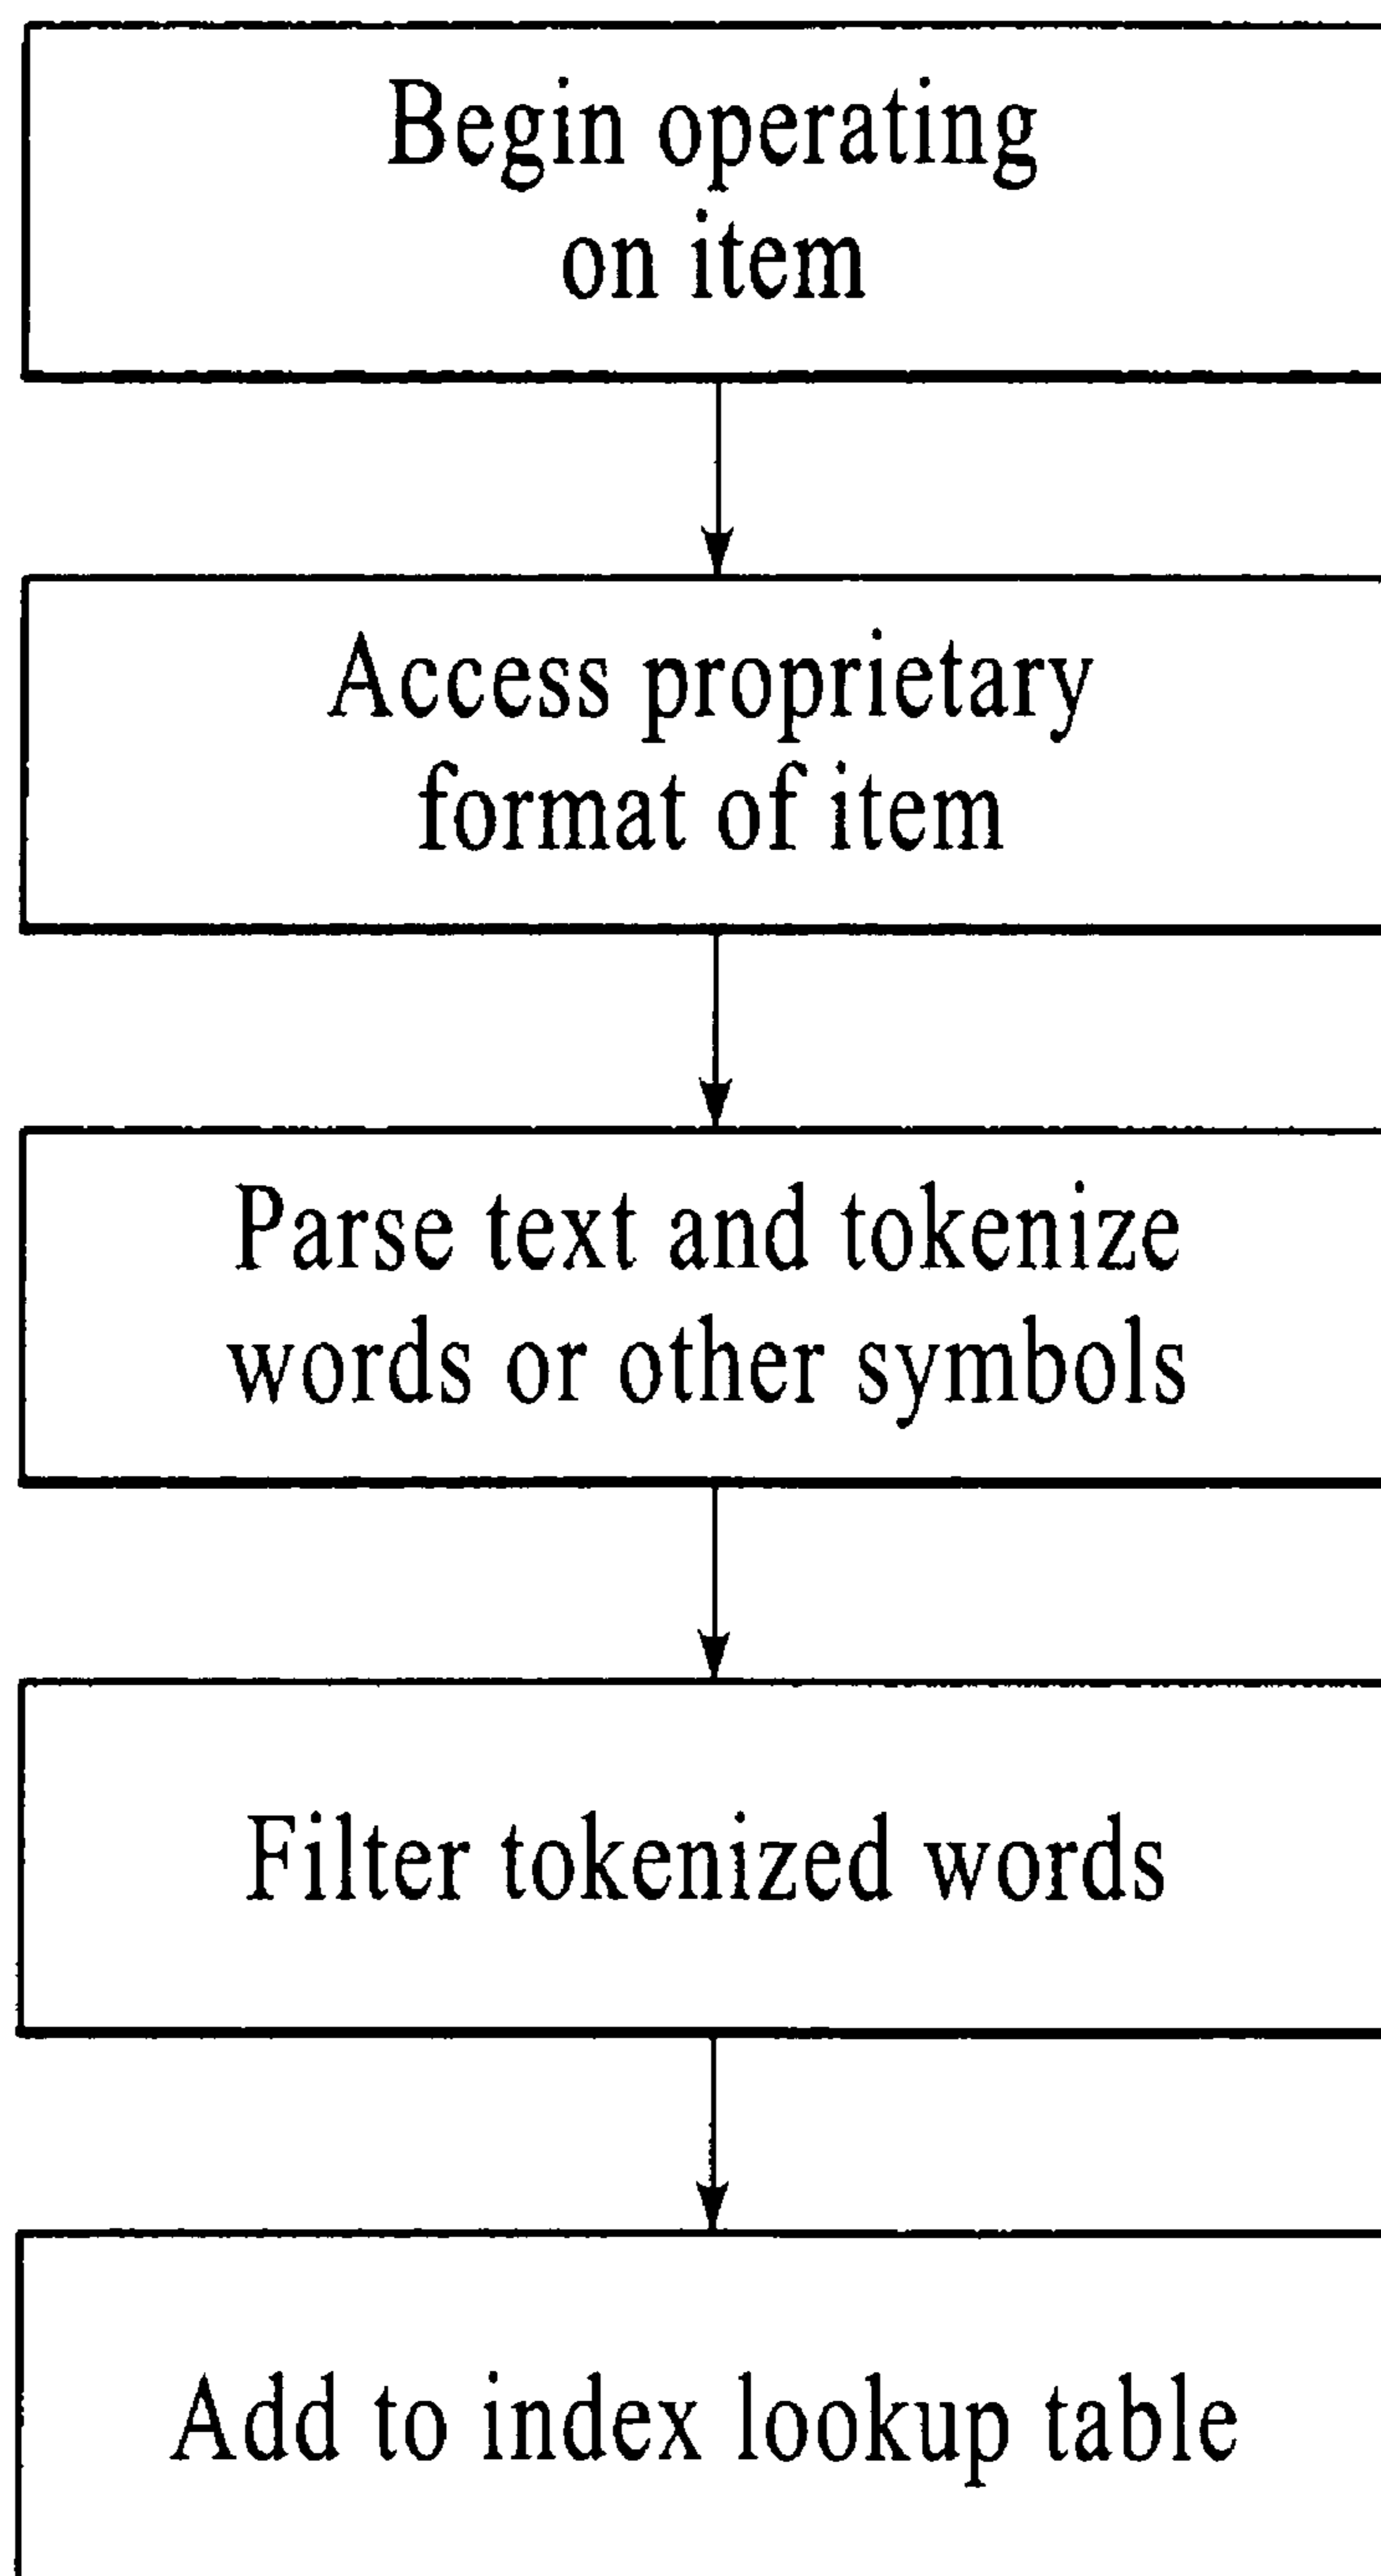 Begin operating
on item
Access proprietary
format of item
Parse text and tokenize
words or other symbols
Filter tokenized words
Add to index lookup table